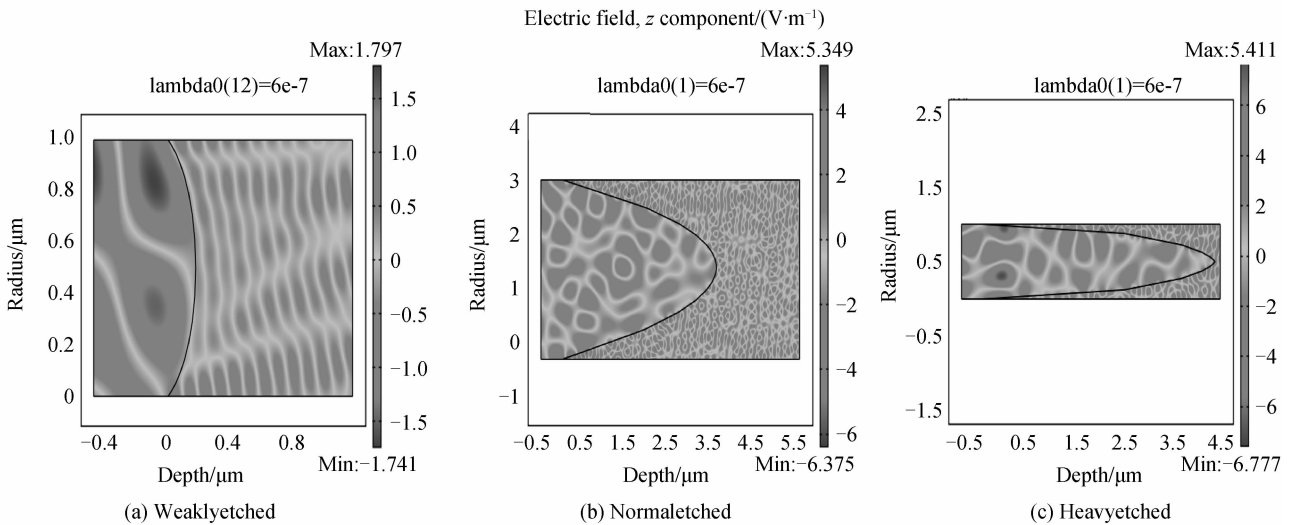 Electric field, z component/(V·m⁻¹)
Max:1.797
lambda0(12)=6e-7
1.5
1.0
0.5
0
−0.5
−1.0
−1.5
Min:−1.741
1.0
0.8
0.6
0.4
0.2
0
Radius/μm
−0.4
0
0.4
0.8
Depth/μm
(a) Weaklyetched
Max:5.349
lambda0(1)=6e-7
4
2
−0
−2
−4
−6
Min:−6.375
4
3
2
1
0
−1
Radius/μm
−0.5
0.5
1.5
2.5
3.5
4.5
5.5
Depth/μm
(b) Normaletched
Max:5.411
lambda0(1)=6e-7
6
4
2
0
−2
−4
−6
Min:−6.777
2.5
1.5
0.5
−0.5
−1.5
Radius/μm
−0.5
0.5
1.5
2.5
3.5
4.5
Depth/μm
(c) Heavyetched